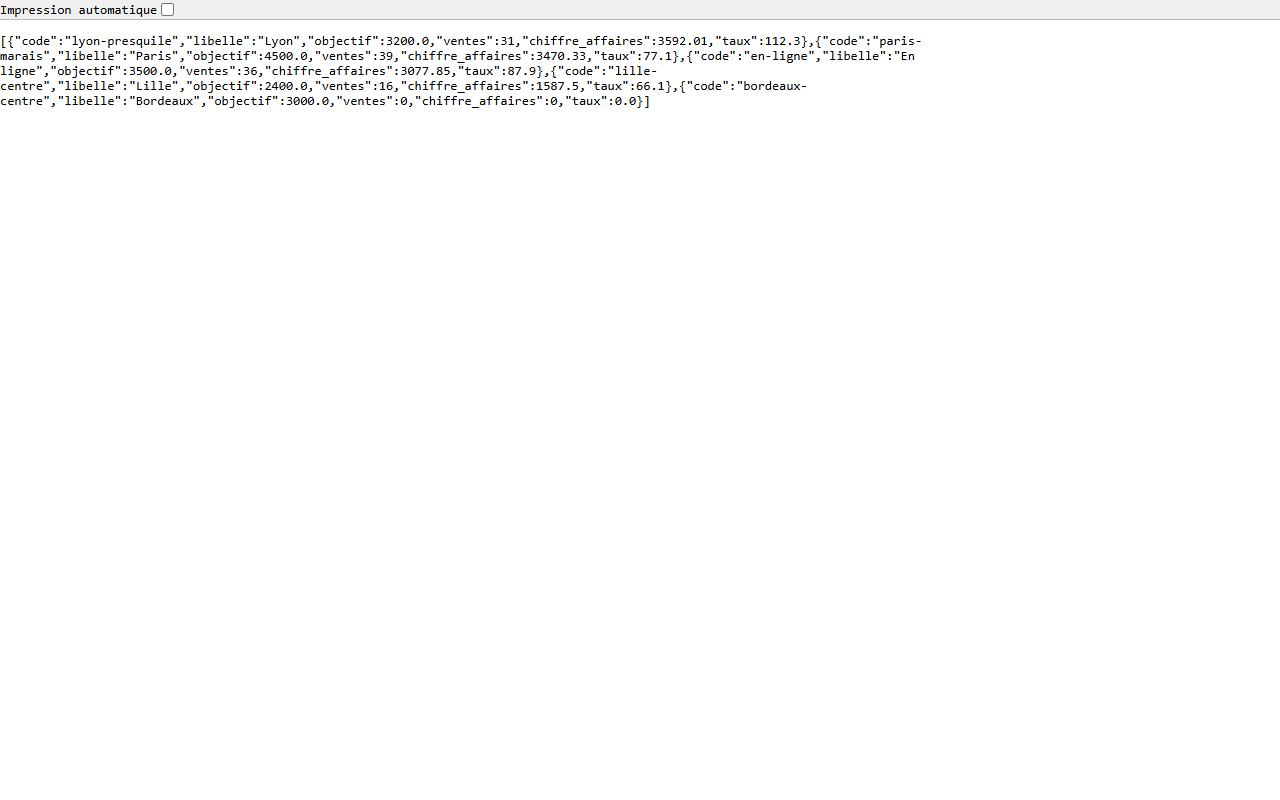 Impression automatique
[{"code":"lyon-presquile","libelle":"Lyon","objectif":3200.0,"ventes":31,"chiffre_affaires":3592.01,"taux":112.3},{"code":"paris-
marais","libelle":"Paris","objectif":4500.0,"ventes":39,"chiffre_affaires":3470.33,"taux":77.1},{"code":"en-ligne","libelle":"En
ligne","objectif":3500.0,"ventes":36,"chiffre_affaires":3077.85,"taux":87.9},{"code":"lille-
centre","libelle":"Lille","objectif":2400.0,"ventes":16,"chiffre_affaires":1587.5,"taux":66.1},{"code":"bordeaux-
centre","libelle":"Bordeaux","objectif":3000.0,"ventes":0,"chiffre_affaires":0,"taux":0.0}]